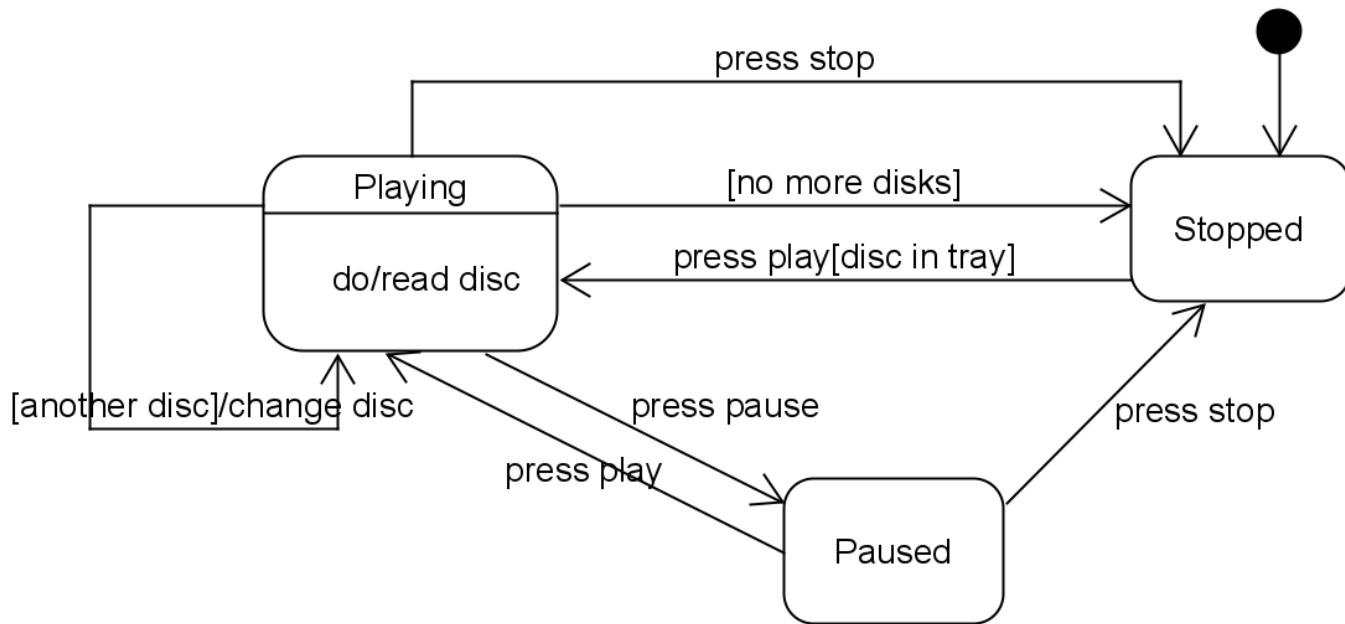 press stop
Playing
[no more disks]
Stopped
press play[disc in tray]
do/read disc
[another disc]/change disc
press pause
press stop
press play
Paused